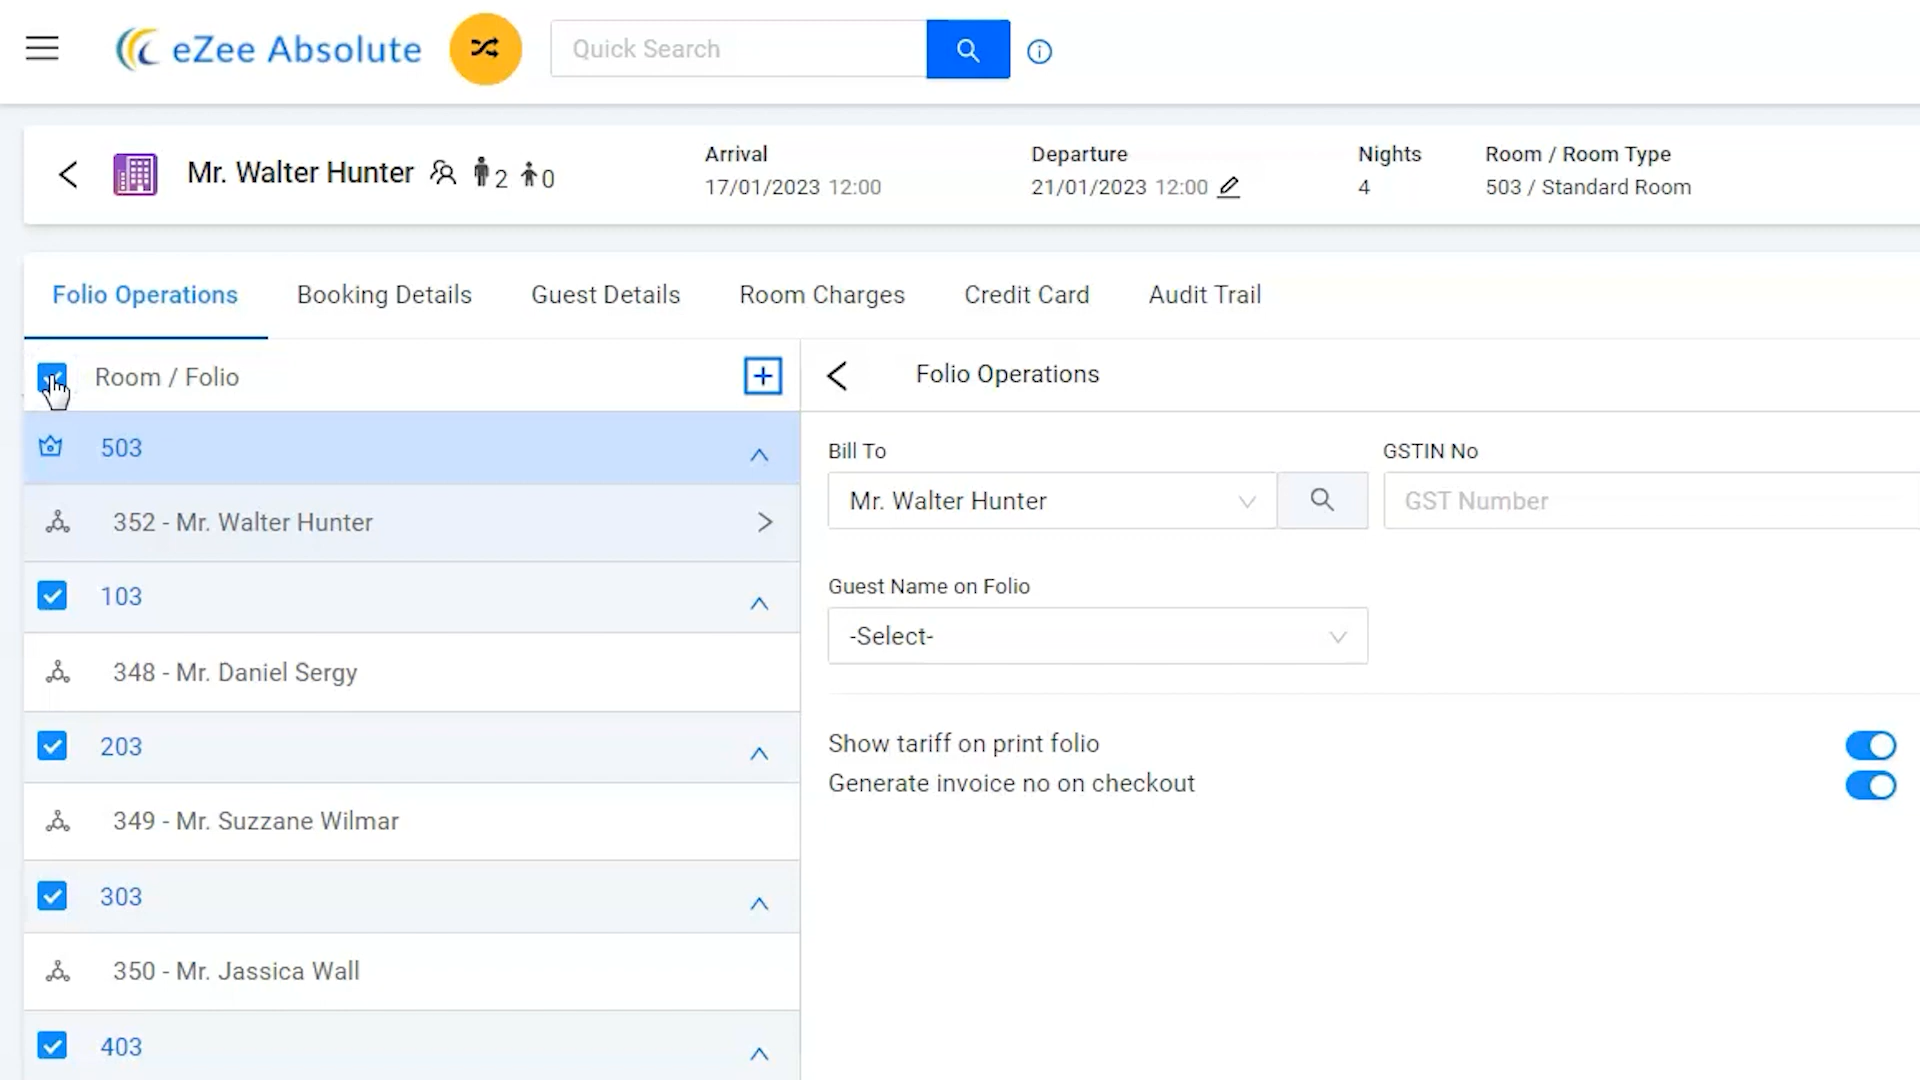 eZee Absolute
Quick Search
Mr. Walter Hunter 2 0
Arrival
17/01/2023 12:00
Departure
21/01/2023 12:00
Nights
4
Room / Room Type
503 / Standard Room
Folio Operations
Booking Details
Guest Details
Room Charges
Credit Card
Audit Trail
Room / Folio
503
352 - Mr. Walter Hunter
103
348 - Mr. Daniel Sergy
203
349 - Mr. Suzzane Wilmar
303
350 - Mr. Jassica Wall
403
Folio Operations
Bill To
Mr. Walter Hunter
GSTIN No
GST Number
Guest Name on Folio
-Select-
Show tariff on print folio
Generate invoice no on checkout